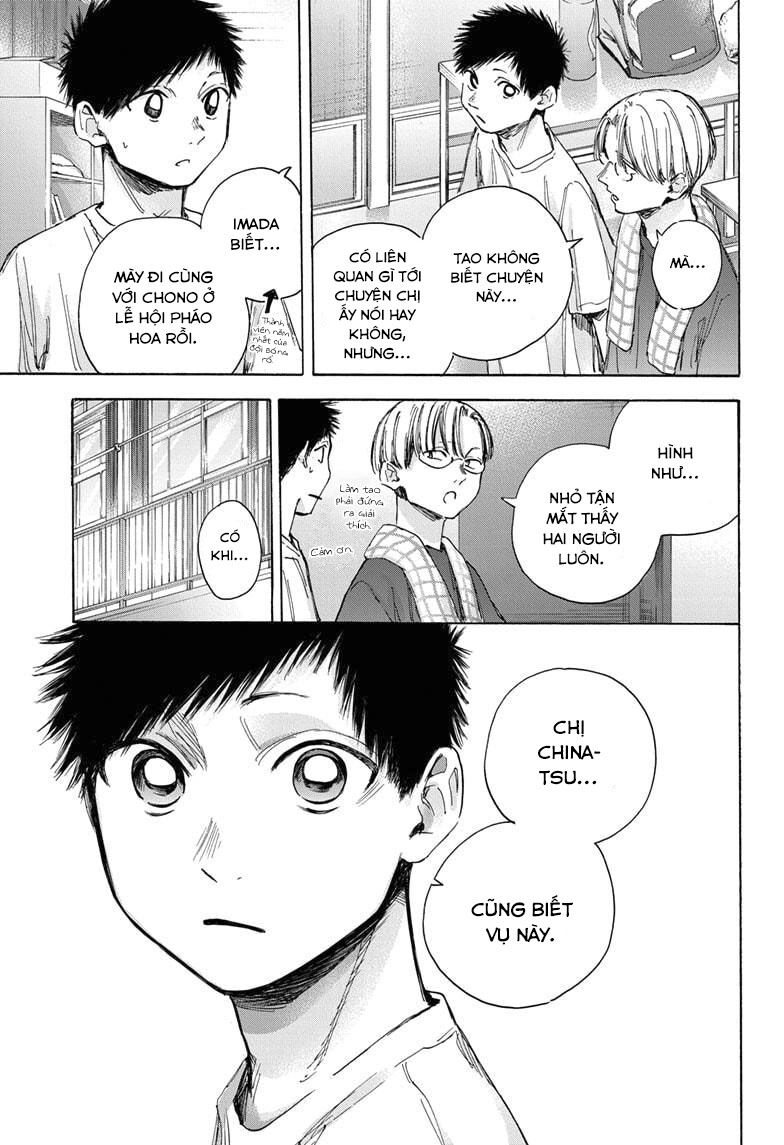 MÀ...
TAO KHÔNG
BIẾT CHUYỆN
NÀY...
CÓ LIÊN
QUAN GÌ TỚI
CHUYỆN CHỊ
ẤY NÓI HAY
KHÔNG,
NHƯNG...
IMADA
BIẾT...
Thành
viên năm
nhất của
đội bóng
rổ.
MÀY ĐI CÙNG
VỚI CHONO Ở
LỄ HỘI PHÁO
HOA RỒI.
HÌNH
NHƯ...
NHỎ TẬN
MẮT THẤY
HAI NGƯỜI
LUÔN.
Làm tao
phải đứng
ra giải
thích.
Cảm ơn.
CÓ
KHI...
CHỊ
CHINA-
TSU...
CŨNG BIẾT
VỤ NÀY.